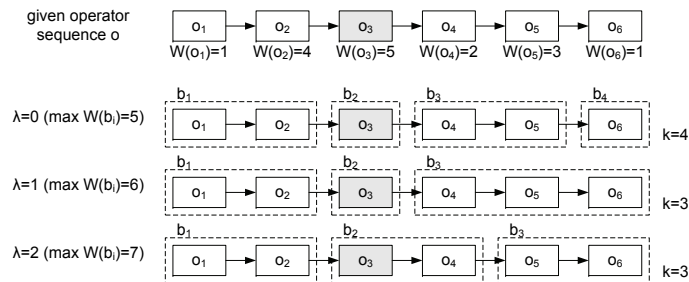 given operator
sequence o
o₁ o₂ o₃ o₄ o₅ o₆
W(o₁)=1 W(o₂)=4 W(o₃)=5 W(o₄)=2 W(o₅)=3 W(o₆)=1
b₁ b₂ b₃ b₄
λ=0 (max W(bᵢ)=5) o₁ o₂ o₃ o₄ o₅ o₆ k=4
b₁ b₂ b₃
λ=1 (max W(bᵢ)=6) o₁ o₂ o₃ o₄ o₅ o₆ k=3
b₁ b₂ b₃
λ=2 (max W(bᵢ)=7) o₁ o₂ o₃ o₄ o₅ o₆ k=3